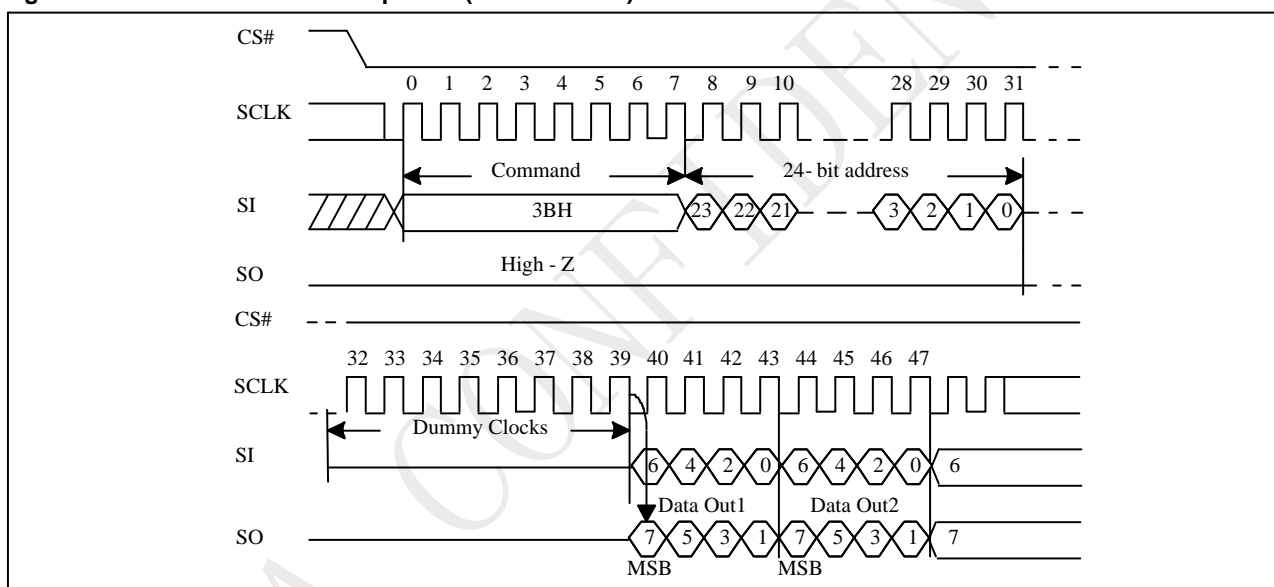 CS#
0 1 2 3 4 5 6 7 8 9 10 28 29 30 31
SCLK
Command 24- bit address
SI 3BH 23 22 21 3 2 1 0
High - Z
SO
CS#
32 33 34 35 36 37 38 39 40 41 42 43 44 45 46 47
SCLK
Dummy Clocks
SI 6 4 2 0 6 4 2 0 6
Data Out1 Data Out2
SO 7 5 3 1 7 5 3 1 7
MSB MSB